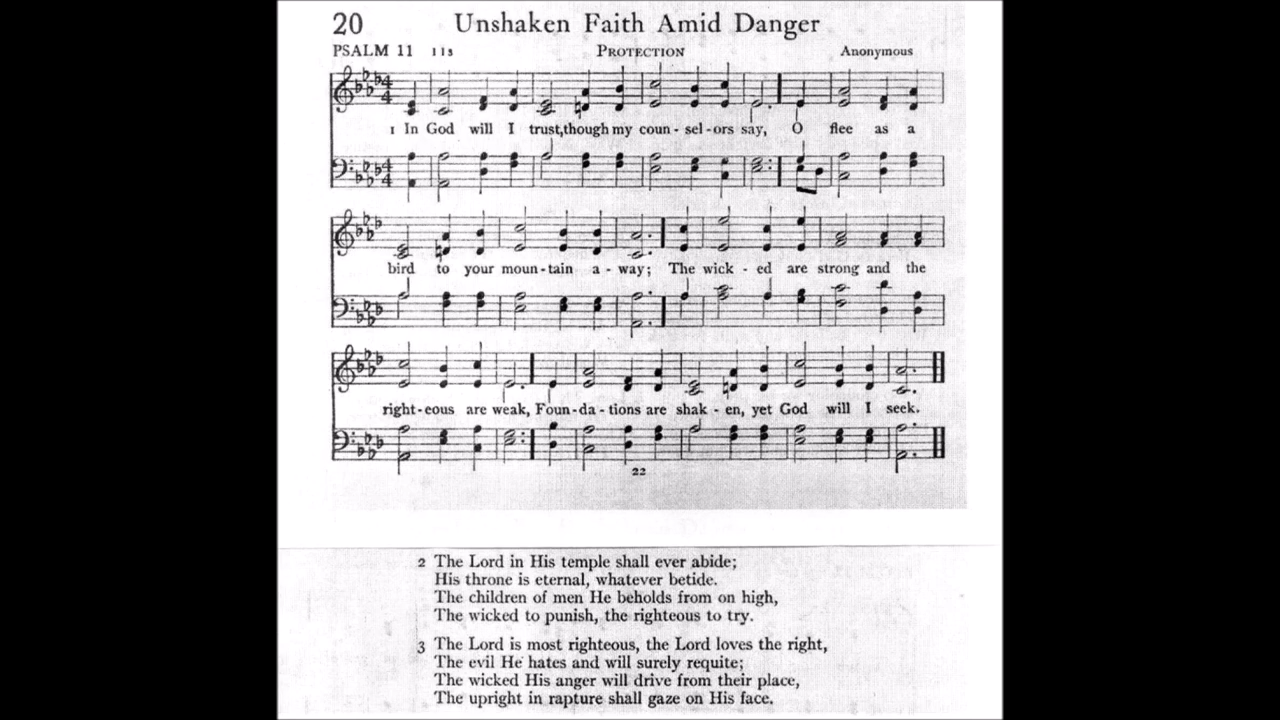 20 Unshaken Faith Amid Danger
PSALM 11 11s PROTECTION Anonymous
1 In God will I trust, though my coun - sel - ors say, O flee as a
bird to your moun - tain a - way; The wick - ed are strong and the
right - eous are weak, Foun - da - tions are shak - en, yet God will I seek.
22
2 The Lord in His temple shall ever abide;
His throne is eternal, whatever betide.
The children of men He beholds from on high,
The wicked to punish, the righteous to try.
3 The Lord is most righteous, the Lord loves the right,
The evil He hates and will surely requite;
The wicked His anger will drive from their place,
The upright in rapture shall gaze on His face.